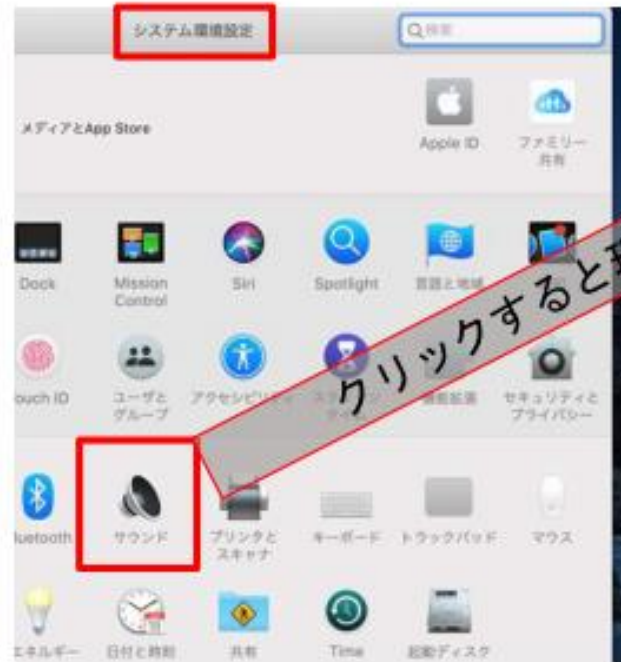 システム環境設定
検索
メディアとApp Store
Apple ID
ファミリー
共有
Dock
Mission
Control
Siri
Spotlight
言語と地域
クリックすると
ouch ID
ユーザと
グループ
アクセシビリティ
機能拡張
セキュリティと
プライバシー
luetooth
サウンド
プリンタと
スキャナ
キーボード
トラックパッド
マウス
エネルギー
日付と時刻
共有
Time
起動ディスク